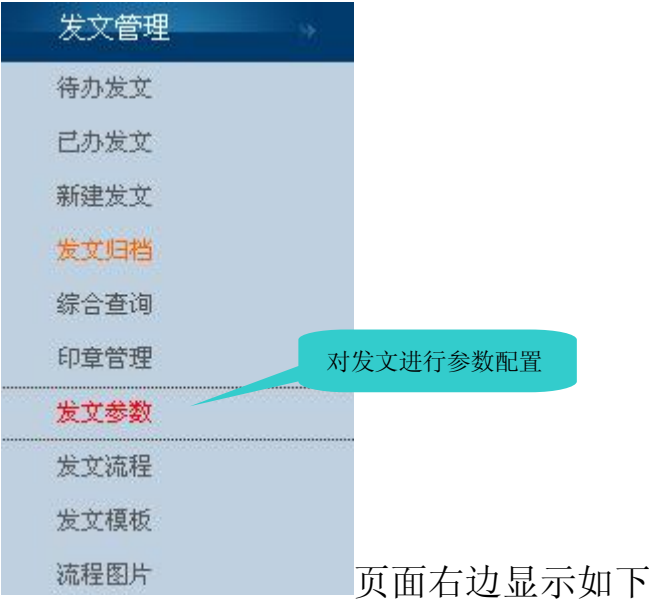 发文管理
待办发文
已办发文
新建发文
发文归档
综合查询
印章管理
对发文进行参数配置
发文参数
发文流程
发文模板
流程图片
页面右边显示如下